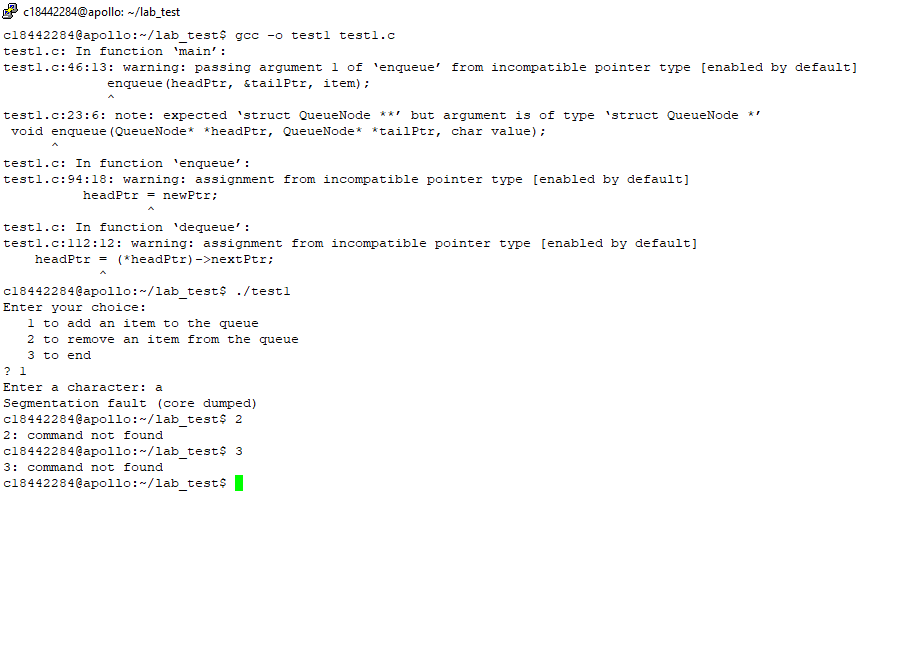 c18442284@apollo: ~/lab_test
c18442284@apollo:~/lab_test$ gcc -o test1 test1.c
test1.c: In function ‘main’:
test1.c:46:13: warning: passing argument 1 of ‘enqueue’ from incompatible pointer type [enabled by default]
             enqueue(headPtr, &tailPtr, item);
             ^
test1.c:23:6: note: expected ‘struct QueueNode **’ but argument is of type ‘struct QueueNode *’
 void enqueue(QueueNode* *headPtr, QueueNode* *tailPtr, char value);
      ^
test1.c: In function ‘enqueue’:
test1.c:94:18: warning: assignment from incompatible pointer type [enabled by default]
          headPtr = newPtr;
                  ^
test1.c: In function ‘dequeue’:
test1.c:112:12: warning: assignment from incompatible pointer type [enabled by default]
    headPtr = (*headPtr)->nextPtr;
            ^
c18442284@apollo:~/lab_test$ ./test1
Enter your choice:
   1 to add an item to the queue
   2 to remove an item from the queue
   3 to end
? 1
Enter a character: a
Segmentation fault (core dumped)
c18442284@apollo:~/lab_test$ 2
2: command not found
c18442284@apollo:~/lab_test$ 3
3: command not found
c18442284@apollo:~/lab_test$